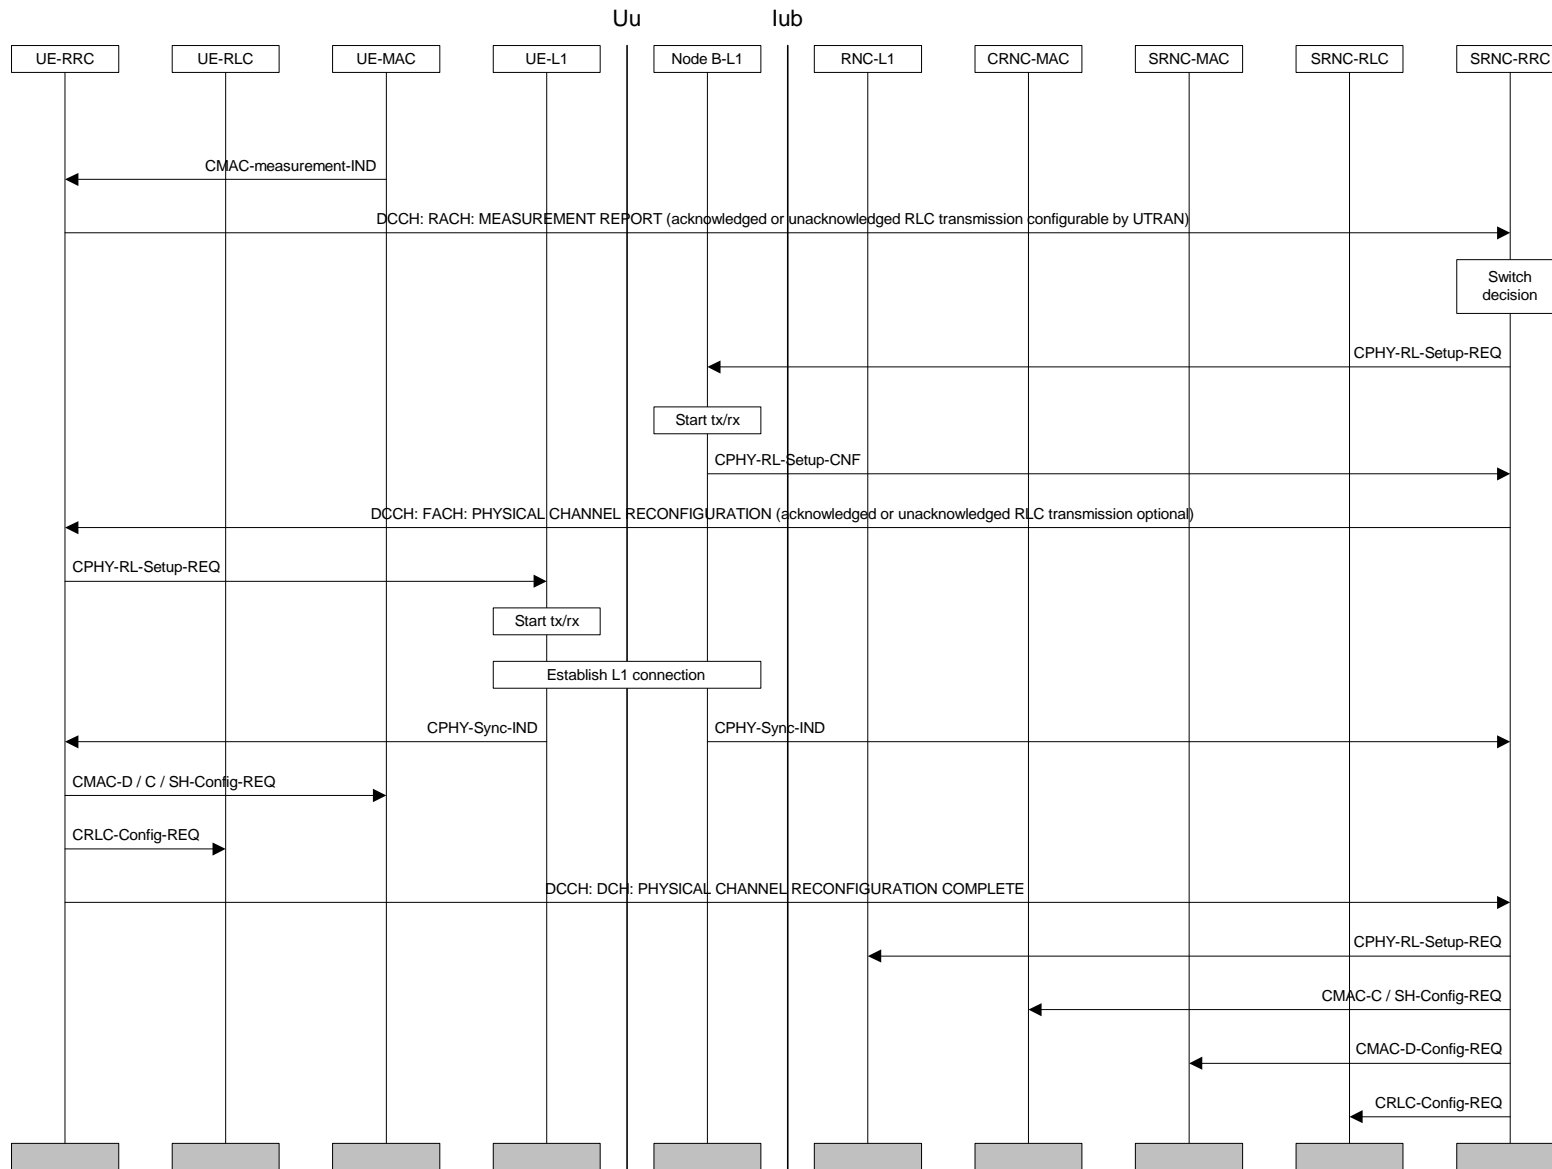 Uu
Iub
UE-RRC
UE-RLC
UE-MAC
UE-L1
Node B-L1
RNC-L1
CRNC-MAC
SRNC-MAC
SRNC-RLC
SRNC-RRC
CMAC-measurement-IND
DCCH: RACH: MEASUREMENT REPORT (acknowledged or unacknowledged RLC transmission configurable by UTRAN)
Switch
decision
CPHY-RL-Setup-REQ
Start tx/rx
CPHY-RL-Setup-CNF
DCCH: FACH: PHYSICAL CHANNEL RECONFIGURATION (acknowledged or unacknowledged RLC transmission optional)
CPHY-RL-Setup-REQ
Start tx/rx
Establish L1 connection
CPHY-Sync-IND
CPHY-Sync-IND
CMAC-D / C / SH-Config-REQ
CRLC-Config-REQ
DCCH: DCH: PHYSICAL CHANNEL RECONFIGURATION COMPLETE
CPHY-RL-Setup-REQ
CMAC-C / SH-Config-REQ
CMAC-D-Config-REQ
CRLC-Config-REQ